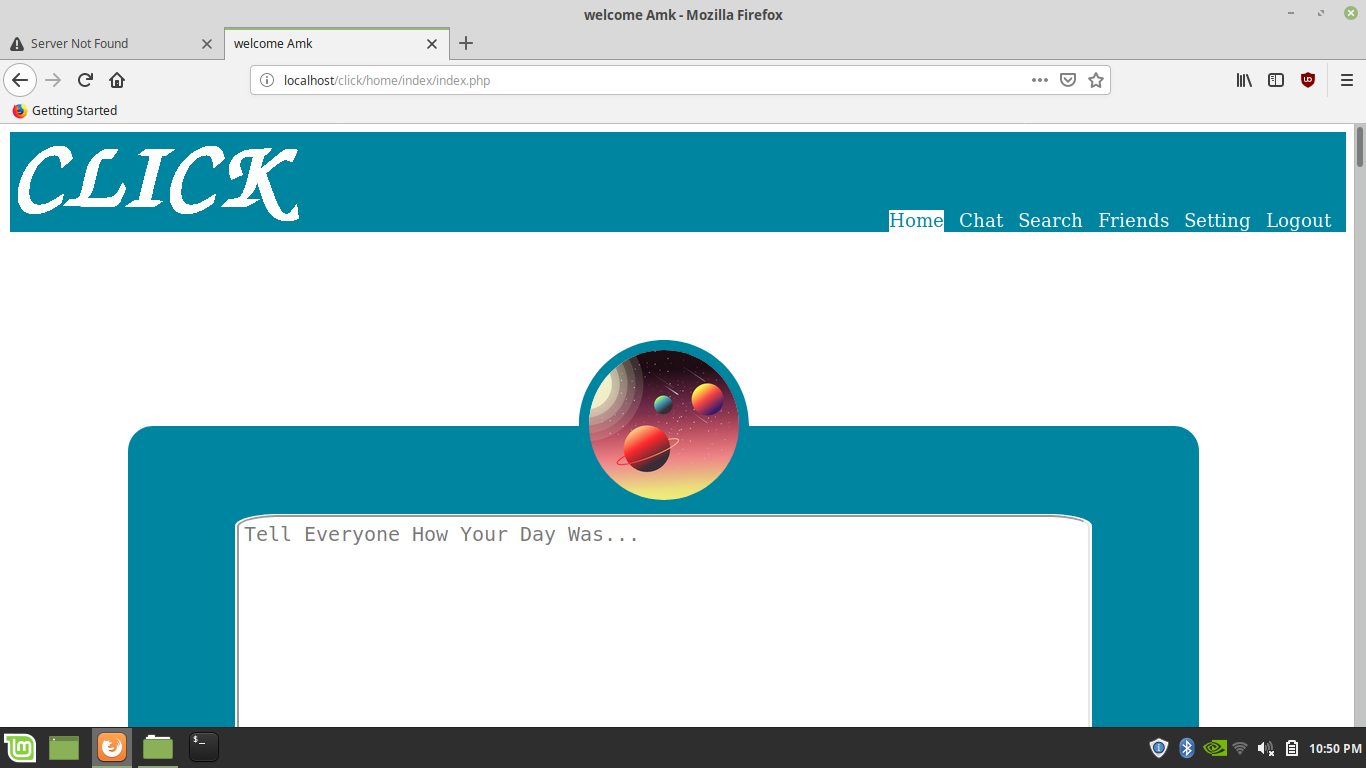 welcome Amk - Mozilla Firefox
Server Not Found
welcome Amk
localhost/click/home/index/index.php
Getting Started
CLICK
Home Chat Search Friends Setting Logout
Tell Everyone How Your Day Was...
$_
10:50 PM